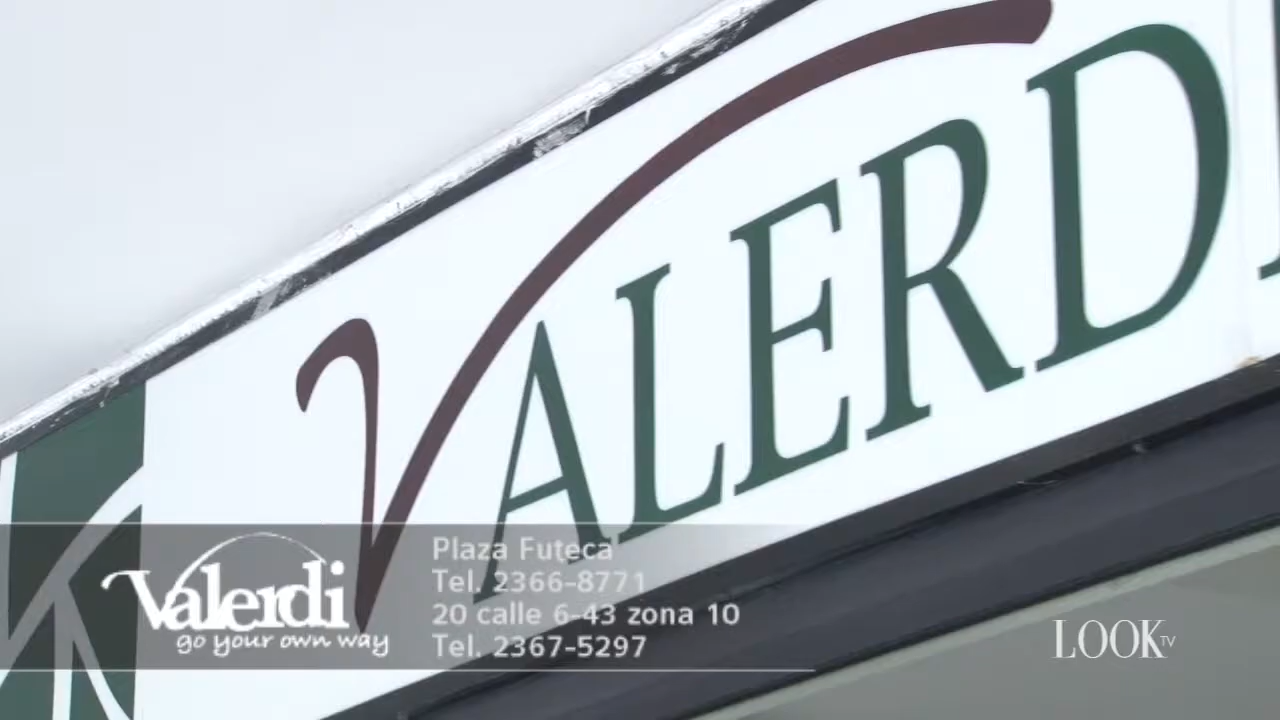 VALERD
Valerdi
go your own way
Plaza Futeca
Tel. 2366-8771
20 calle 6-43 zona 10
Tel. 2367-5297
LOOK TV